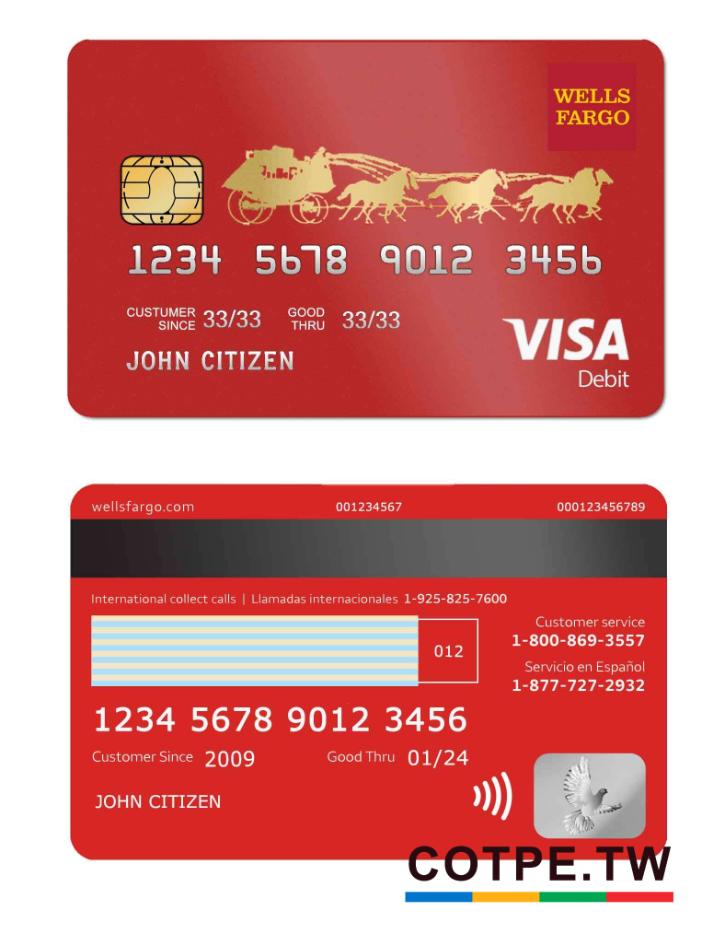 WELLS
FARGO
1234 5678 9012 3456
CUSTUMER SINCE 33/33 GOOD THRU 33/33
JOHN CITIZEN
VISA
Debit
wellsfargo.com 001234567 000123456789
International collect calls | Llamadas internacionales 1-925-825-7600
Customer service
1-800-869-3557
012
Servicio en Español
1-877-727-2932
1234 5678 9012 3456
Customer Since 2009 Good Thru 01/24
JOHN CITIZEN
COTPE.TW